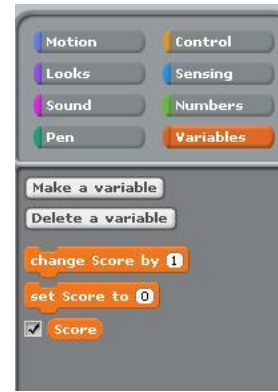 Motion
Control
Looks
Sensing
Sound
Numbers
Pen
Variables
Make a variable
Delete a variable
change Score by 1
set Score to 0
Score